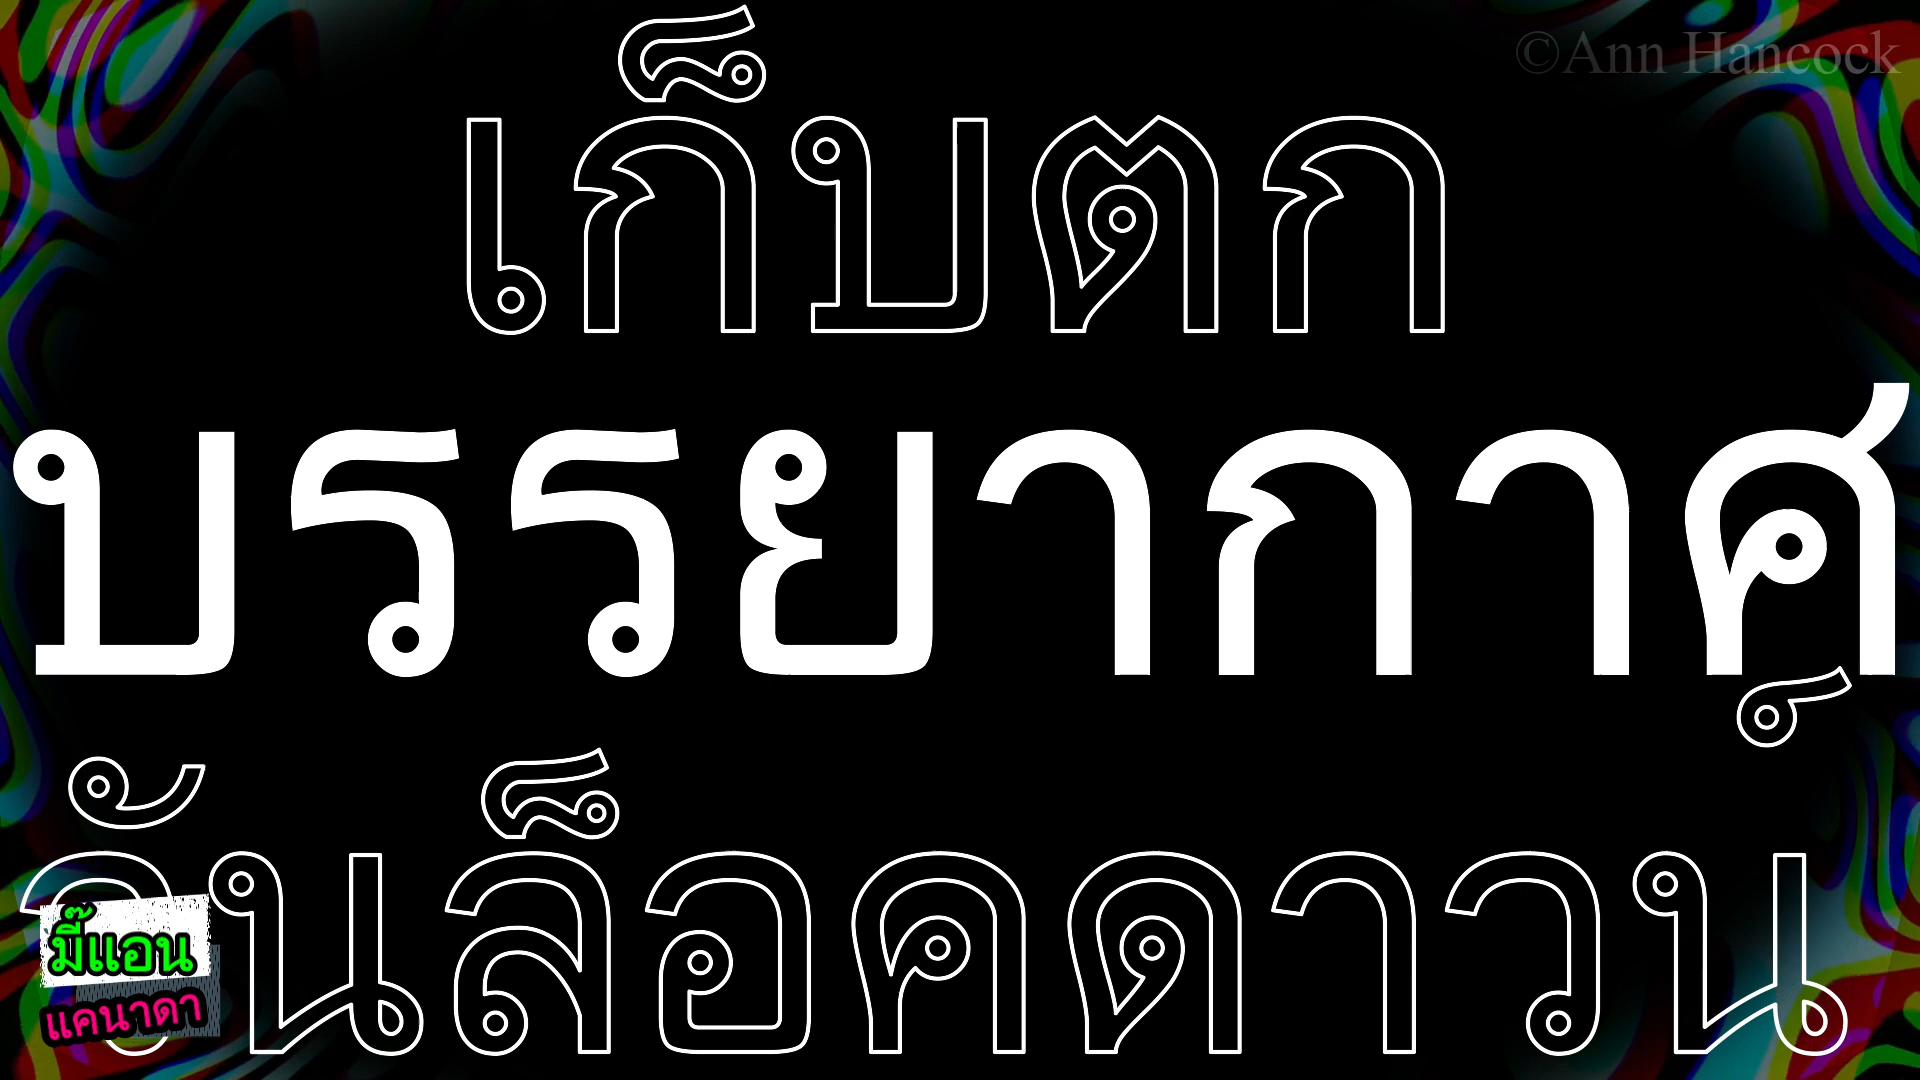 ©Ann Hancock
เก็บตก
บรรยากาศ
วันล็อคดาวน์
มี๊แอน
แคนาดา